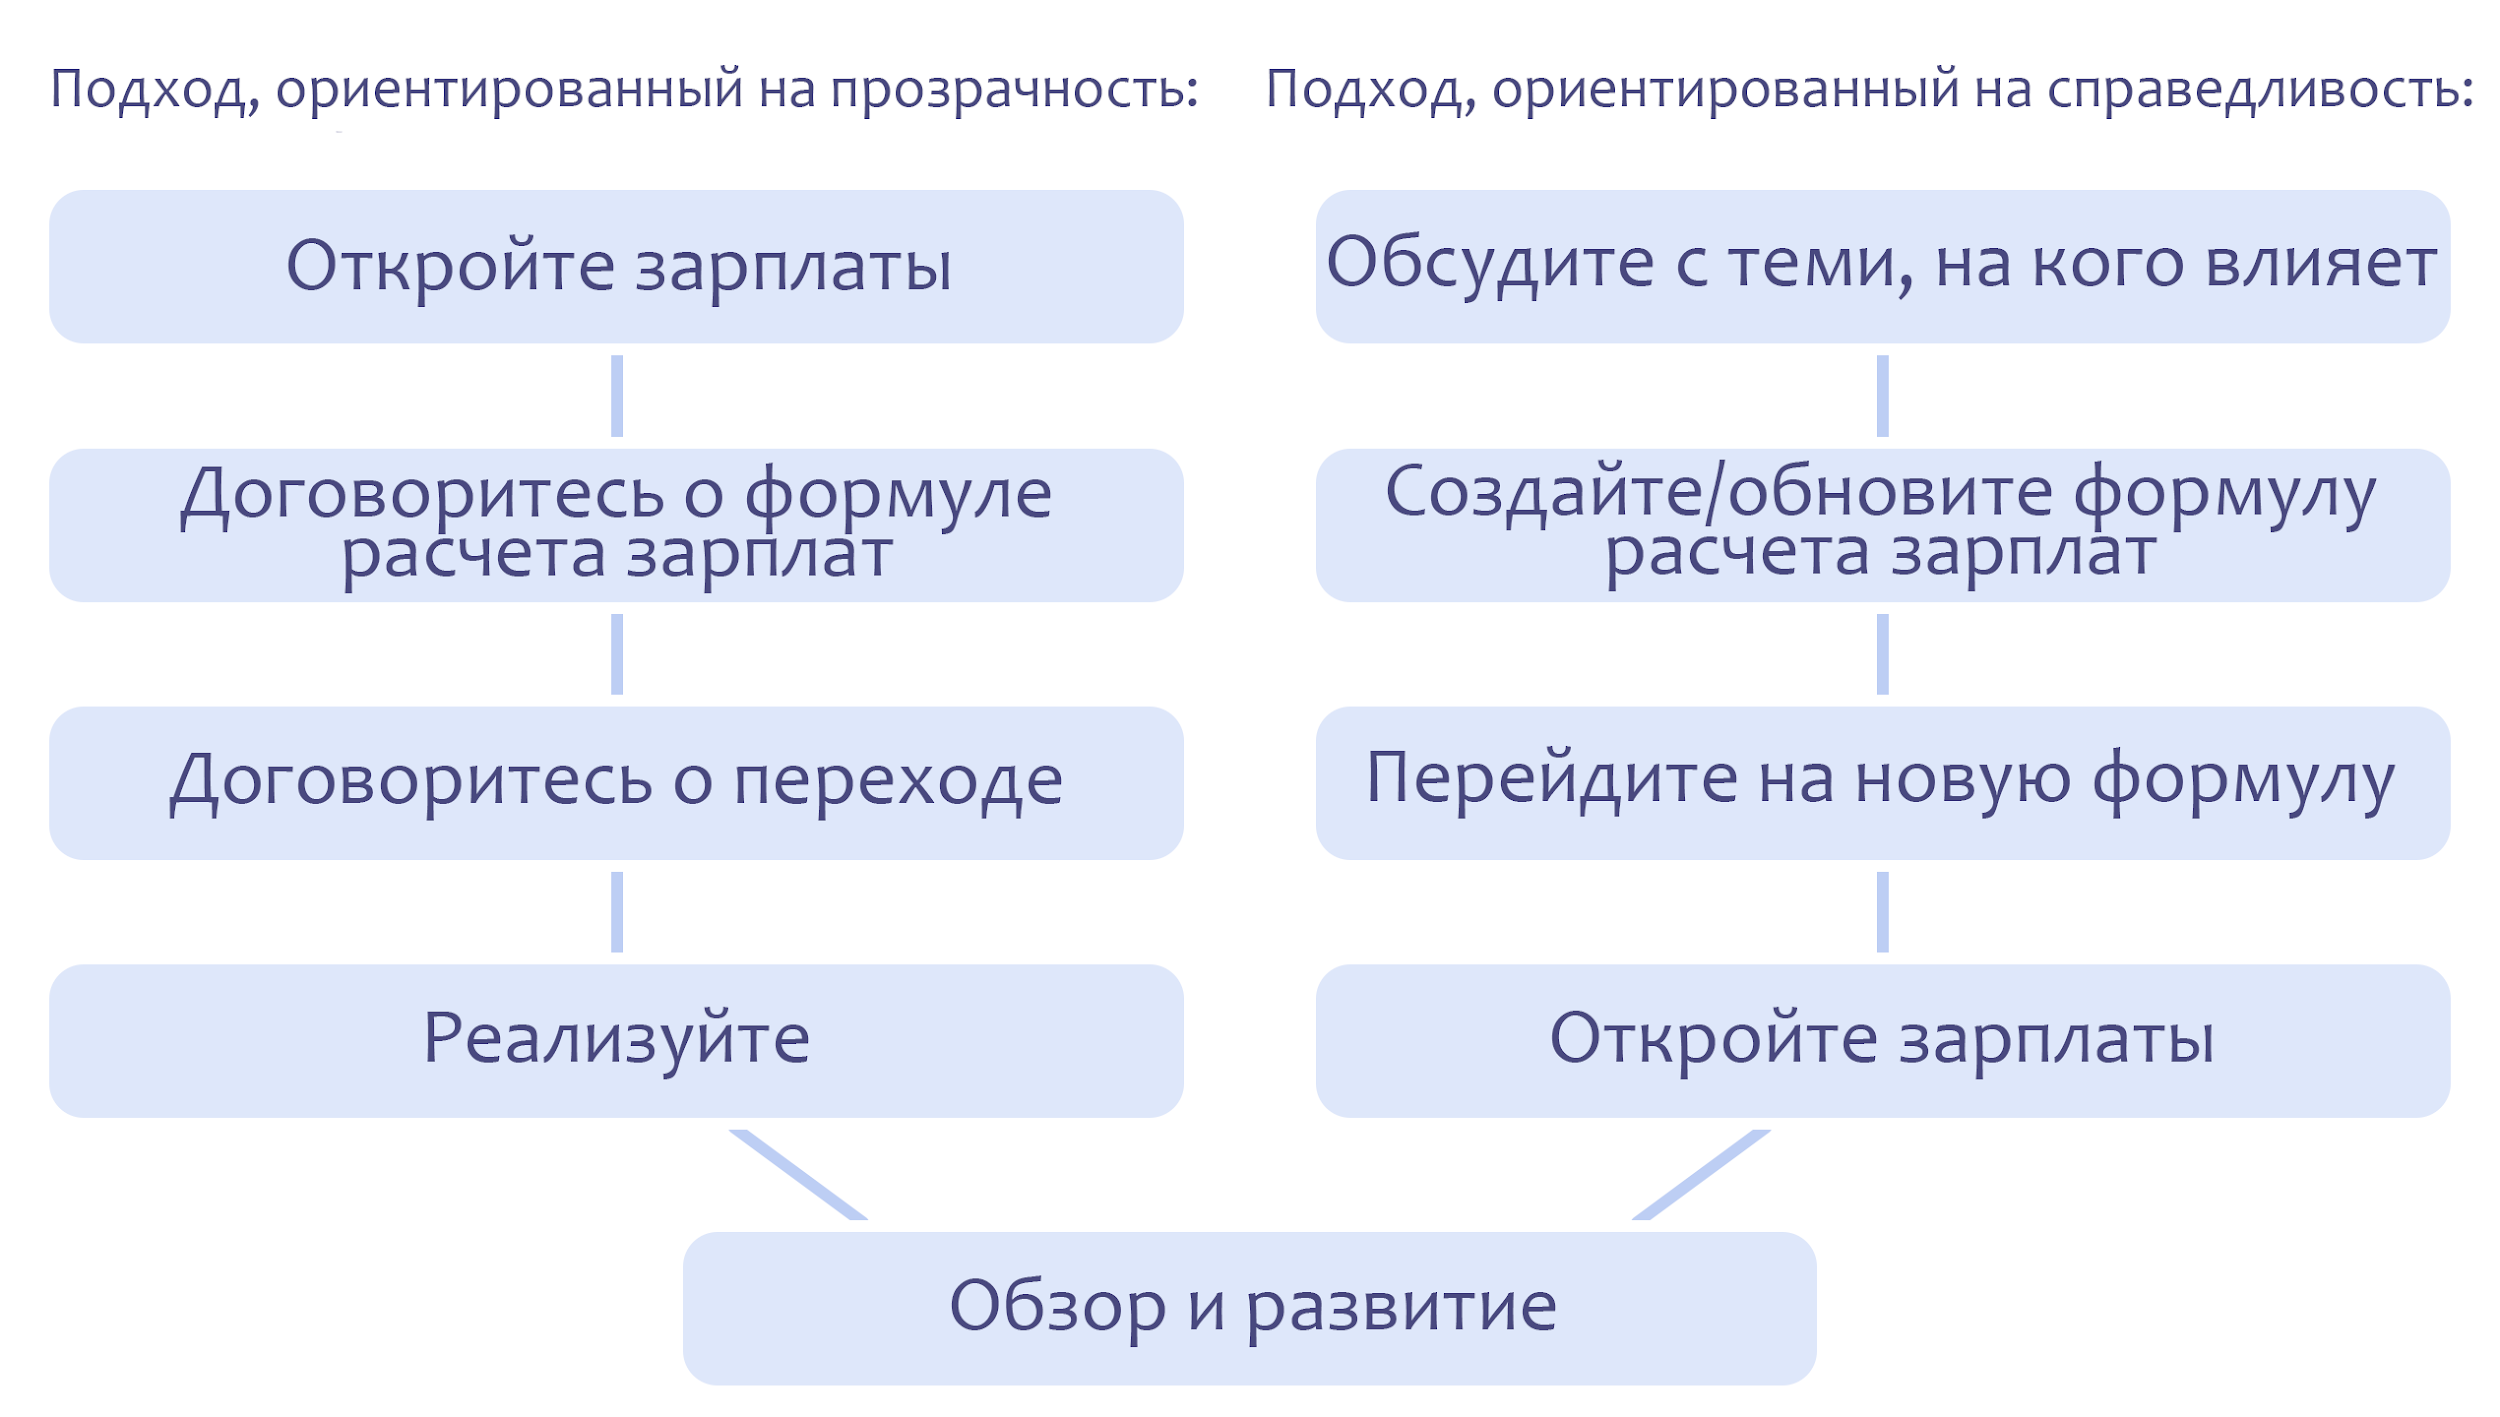 Подход, ориентированный на прозрачность:
Откройте зарплаты
Договоритесь о формуле
расчета зарплат
Договоритесь о переходе
Реализуйте
Подход, ориентированный на справедливость:
Обсудите с теми, на кого влияет
Создайте/обновите формулу
расчета зарплат
Перейдите на новую формулу
Откройте зарплаты
Обзор и развитие